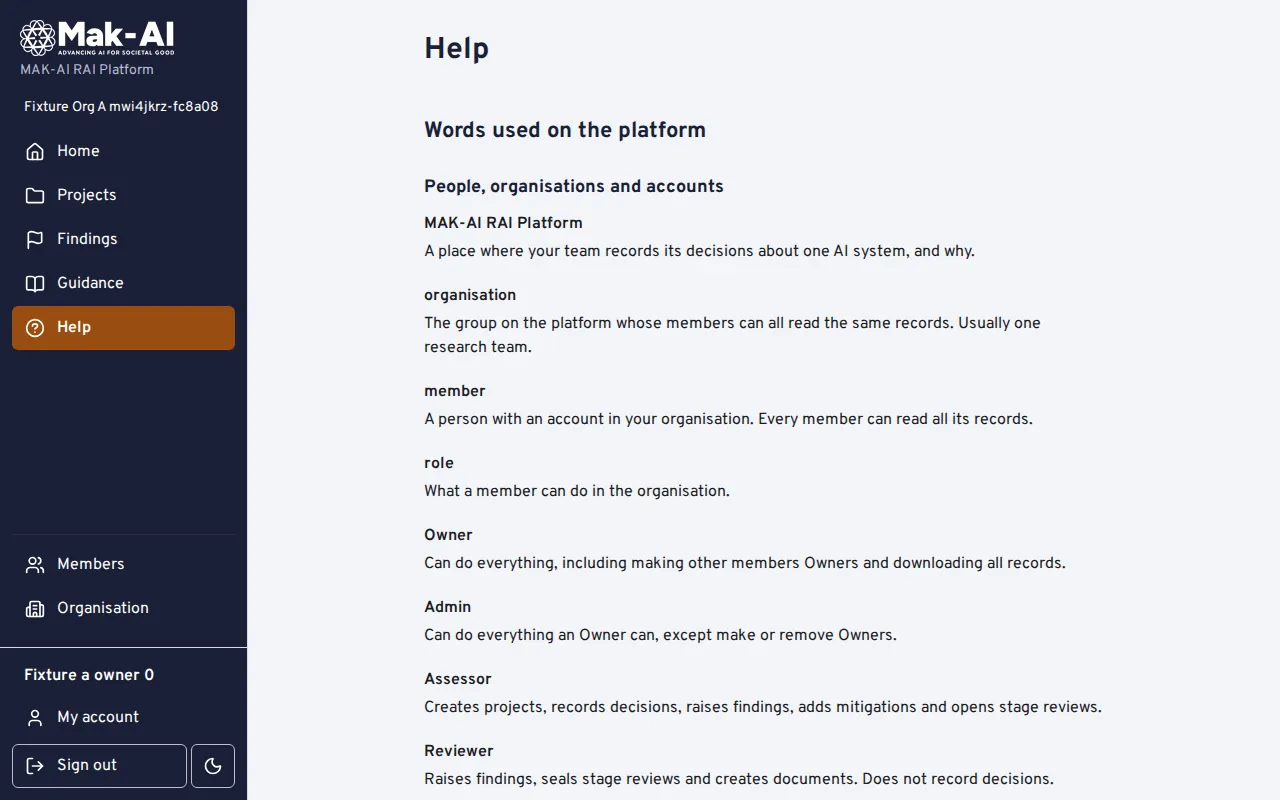 Mak-AI
ADVANCING AI FOR SOCIETAL GOOD
MAK-AI RAI Platform
Fixture Org A mwi4jkrz-fc8a08
Home
Projects
Findings
Guidance
Help
Members
Organisation
Fixture a owner 0
My account
Sign out
Help
Words used on the platform
People, organisations and accounts
MAK-AI RAI Platform
A place where your team records its decisions about one AI system, and why.
organisation
The group on the platform whose members can all read the same records. Usually one
research team.
member
A person with an account in your organisation. Every member can read all its records.
role
What a member can do in the organisation.
Owner
Can do everything, including making other members Owners and downloading all records.
Admin
Can do everything an Owner can, except make or remove Owners.
Assessor
Creates projects, records decisions, raises findings, adds mitigations and opens stage reviews.
Reviewer
Raises findings, seals stage reviews and creates documents. Does not record decisions.